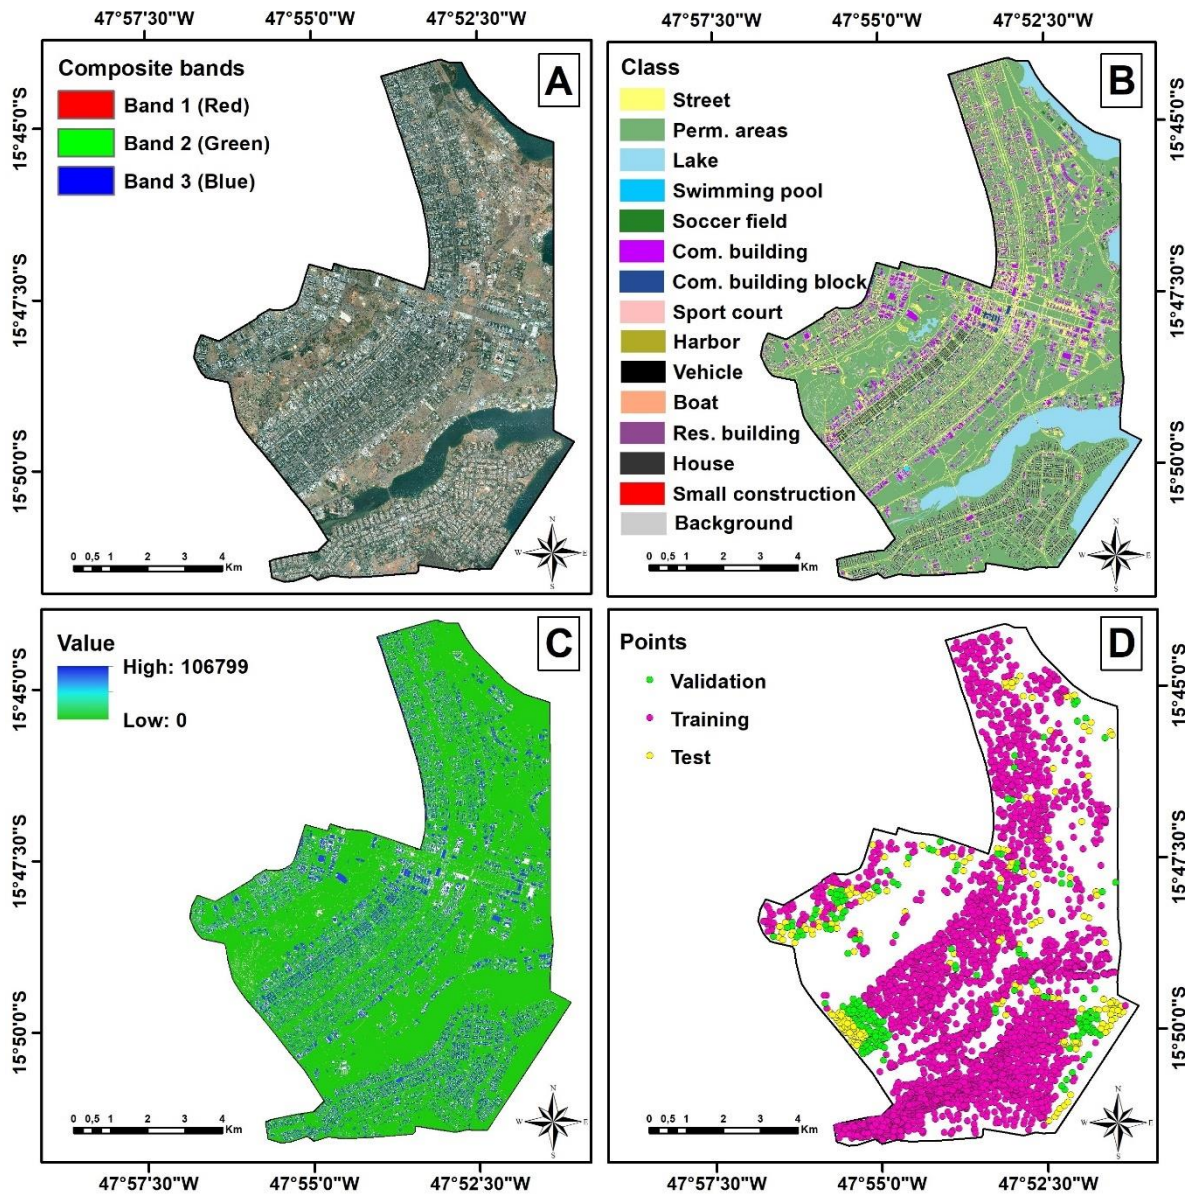 47°57'30"W 47°55'0"W 47°52'30"W
47°57'30"W 47°55'0"W 47°52'30"W
A
Composite bands
Band 1 (Red)
Band 2 (Green)
Band 3 (Blue)
15°45'0"S
15°47'30"S
15°50'0"S
0 0,5 1 2 3 4
Km
N
W E
S
B
Class
Street
Perm. areas
Lake
Swimming pool
Soccer field
Com. building
Com. building block
Sport court
Harbor
Vehicle
Boat
Res. building
House
Small construction
Background
15°45'0"S
15°47'30"S
15°50'0"S
0 0,5 1 2 3 4
Km
N
W E
S
C
Value
High: 106799
Low: 0
15°45'0"S
15°47'30"S
15°50'0"S
0 0,5 1 2 3 4
Km
N
W E
S
D
Points
Validation
Training
Test
15°45'0"S
15°47'30"S
15°50'0"S
0 0,5 1 2 3 4
Km
N
W E
S
47°57'30"W 47°55'0"W 47°52'30"W
47°57'30"W 47°55'0"W 47°52'30"W